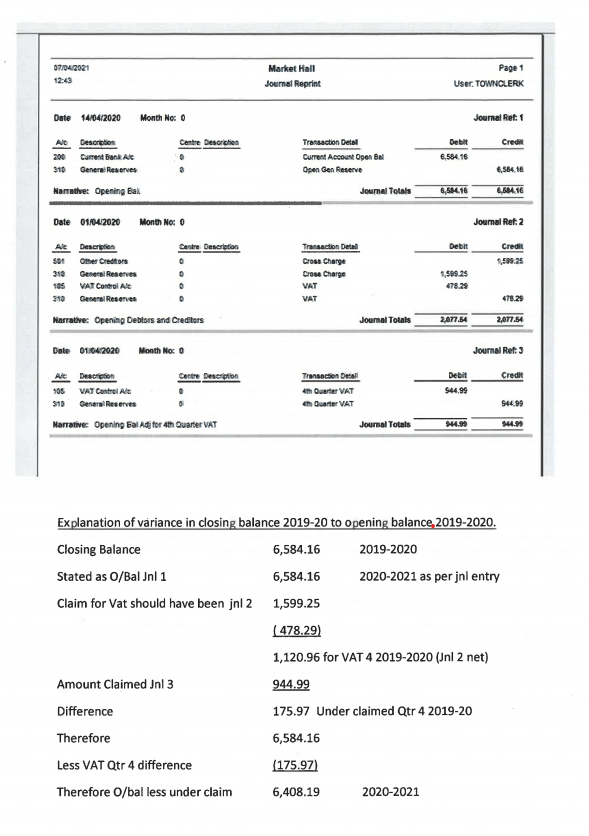 07/04/2021 Market Hall Page 1
12:43 Journal Reprint User: TOWNCLERK
Date 14/04/2020 Month No: 0 Journal Ref: 1
A/c Description Centre Description Transaction Detail Debit Credit
200 Current Bank A/c 0 Current Account Open Bal 6,584.16
310 General Reserves 0 Open Gen Reserve 6,584.16
Narrative: Opening Bal. Journal Totals 6,584.16 6,584.16
Date 01/04/2020 Month No: 0 Journal Ref: 2
A/c Description Centre Description Transaction Detail Debit Credit
501 Other Creditors 0 Cross Charge 1,599.25
310 General Reserves 0 Cross Charge 1,599.25
105 VAT Control A/c 0 VAT 478.29
310 General Reserves 0 VAT 478.29
Narrative: Opening Debtors and Creditors Journal Totals 2,077.54 2,077.54
Date 01/04/2020 Month No: 0 Journal Ref: 3
A/c Description Centre Description Transaction Detail Debit Credit
105 VAT Control A/c 0 4th Quarter VAT 944.99
310 General Reserves 0 4th Quarter VAT 944.99
Narrative: Opening Bal Adj for 4th Quarter VAT Journal Totals 944.99 944.99
Explanation of variance in closing balance 2019-20 to opening balance,2019-2020.
Closing Balance 6,584.16 2019-2020
Stated as O/Bal Jnl 1 6,584.16 2020-2021 as per jnl entry
Claim for Vat should have been jnl 2 1,599.25
( 478.29)
1,120.96 for VAT 4 2019-2020 (Jnl 2 net)
Amount Claimed Jnl 3 944.99
Difference 175.97 Under claimed Qtr 4 2019-20
Therefore 6,584.16
Less VAT Qtr 4 difference (175.97)
Therefore O/bal less under claim 6,408.19 2020-2021